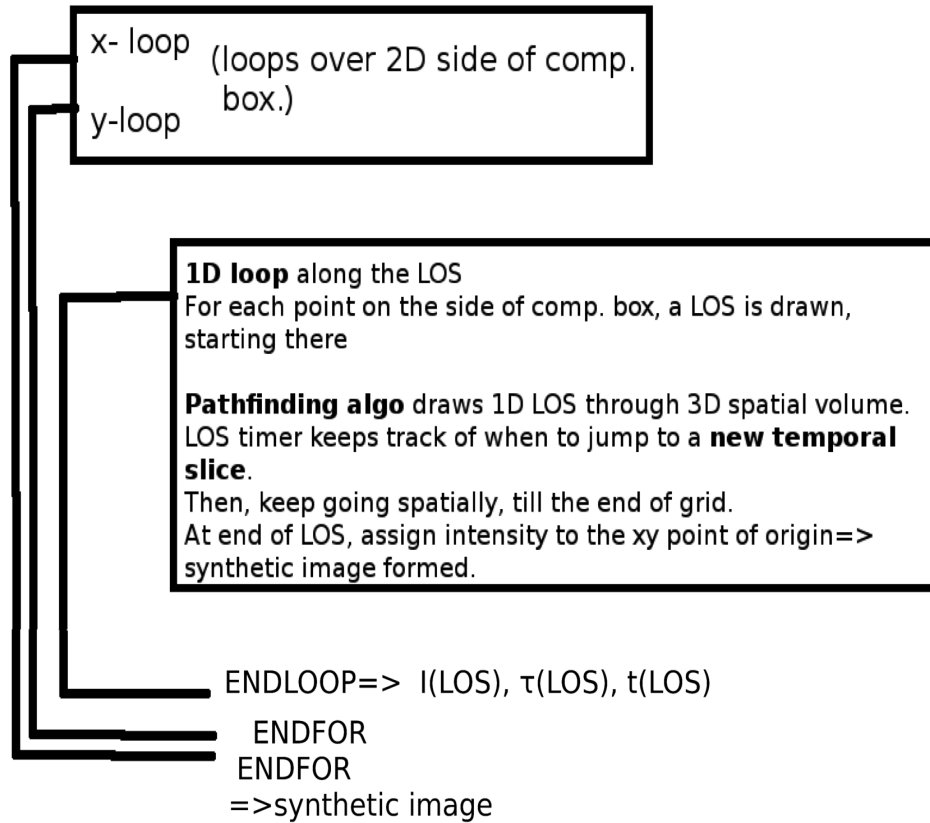 x- loop (loops over 2D side of comp.
box.)
y-loop
1D loop along the LOS
For each point on the side of comp. box, a LOS is drawn,
starting there
Pathfinding algo draws 1D LOS through 3D spatial volume.
LOS timer keeps track of when to jump to a new temporal
slice.
Then, keep going spatially, till the end of grid.
At end of LOS, assign intensity to the xy point of origin=>
synthetic image formed.
ENDLOOP=> I(LOS), τ(LOS), t(LOS)
ENDFOR
ENDFOR
=>synthetic image